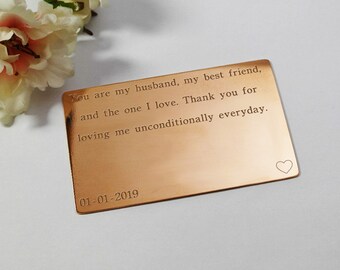 You are my husband, my best friend,
and the one I love. Thank you for
loving me unconditionally everyday.
01-01-2019